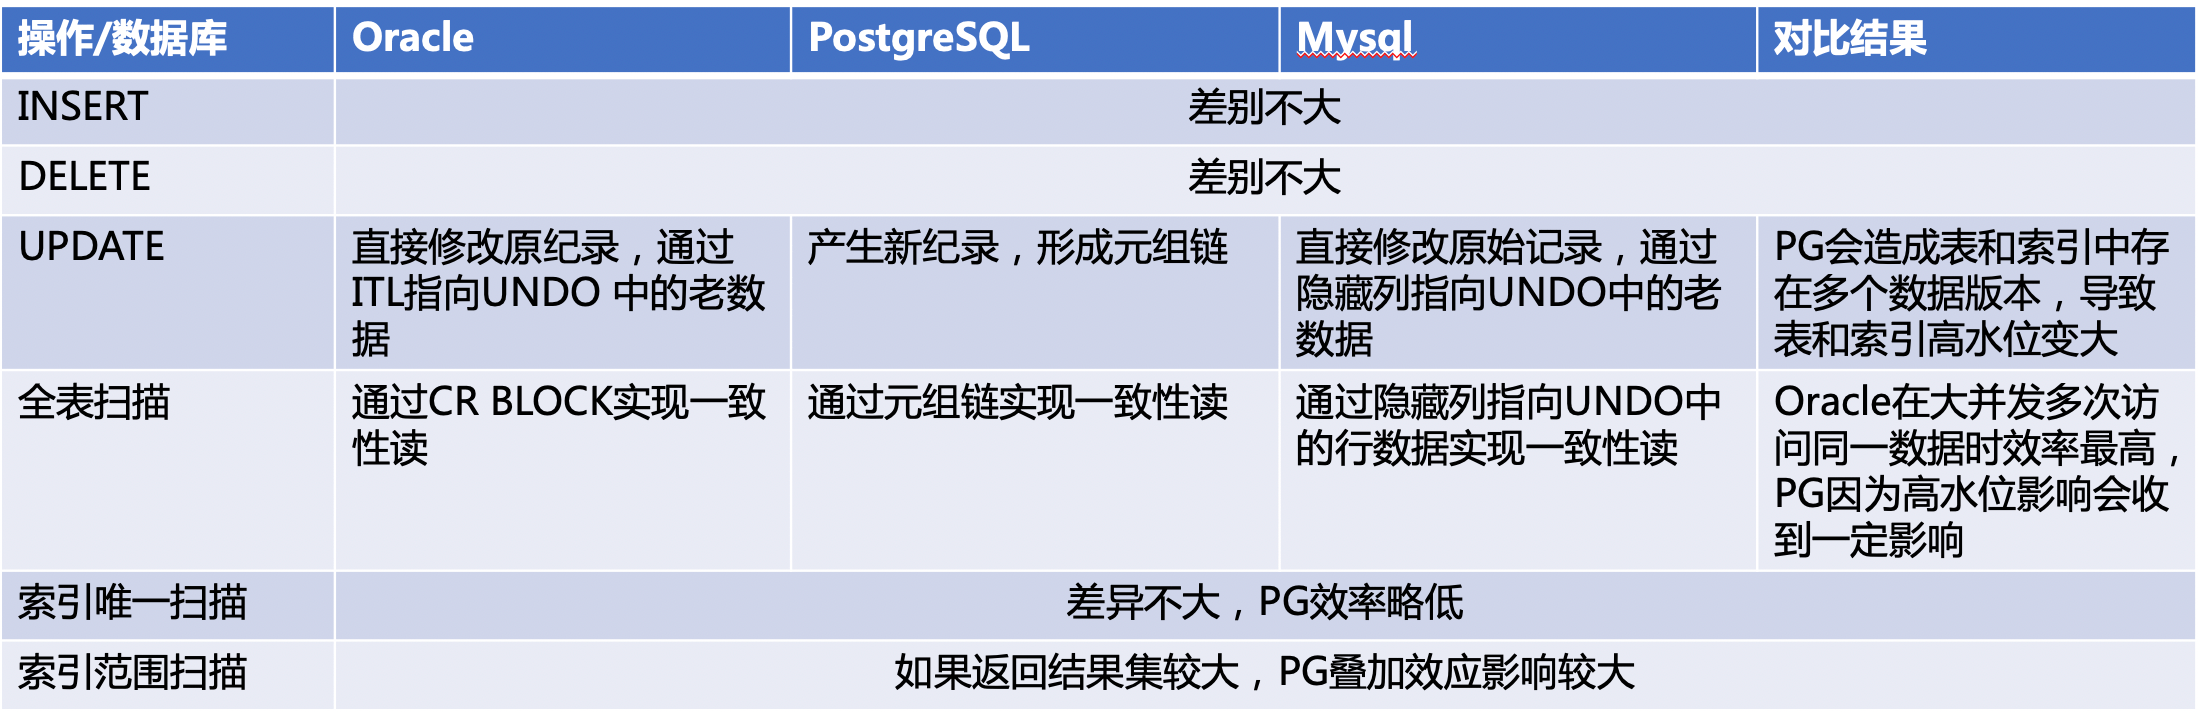 操作/数据库 Oracle PostgreSQL Mysql 对比结果
INSERT 差别不大
DELETE 差别不大
UPDATE
直接修改原纪录，通过
ITL指向UNDO 中的老数
据
产生新纪录，形成元组链
直接修改原始记录，通过
隐藏列指向UNDO中的老
数据
PG会造成表和索引中存
在多个数据版本，导致
表和索引高水位变大
全表扫描
通过CR BLOCK实现一致
性读
通过元组链实现一致性读
通过隐藏列指向UNDO中
的行数据实现一致性读
Oracle在大并发多次访
问同一数据时效率最高，
PG因为高水位影响会收
到一定影响
索引唯一扫描 差异不大，PG效率略低
索引范围扫描 如果返回结果集较大，PG叠加效应影响较大